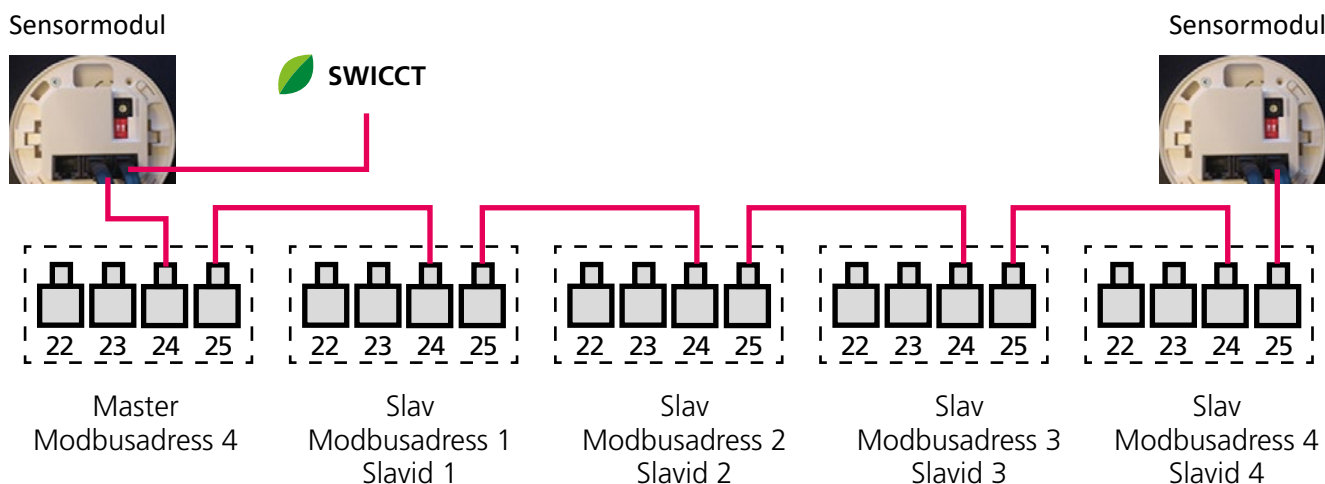 Sensormodul
Sensormodul
SWICCT
22 23 24 25
22 23 24 25
22 23 24 25
22 23 24 25
22 23 24 25
Master
Modbusadress 4
Slav
Modbusadress 1
Slavid 1
Slav
Modbusadress 2
Slavid 2
Slav
Modbusadress 3
Slavid 3
Slav
Modbusadress 4
Slavid 4